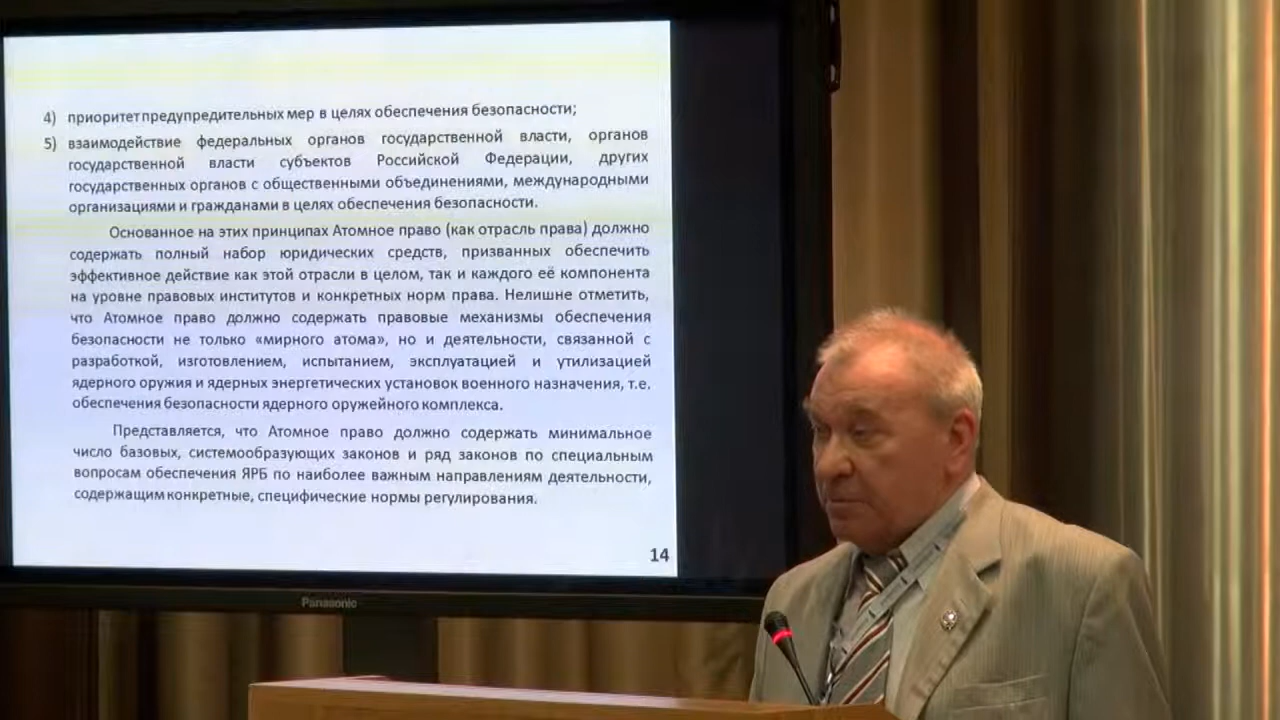 4) приоритет предупредительных мер в целях обеспечения безопасности;
5) взаимодействие федеральных органов государственной власти, органов
государственной власти субъектов Российской Федерации, других
государственных органов с общественными объединениями, международными
организациями и гражданами в целях обеспечения безопасности.
Основанное на этих принципах Атомное право (как отрасль права) должно
содержать полный набор юридических средств, призванных обеспечить
эффективное действие как этой отрасли в целом, так и каждого её компонента
на уровне правовых институтов и конкретных норм права. Нелишне отметить,
что Атомное право должно содержать правовые механизмы обеспечения
безопасности не только «мирного атома», но и деятельности, связанной с
разработкой, изготовлением, испытанием, эксплуатацией и утилизацией
ядерного оружия и ядерных энергетических установок военного назначения, т.е.
обеспечения безопасности ядерного оружейного комплекса.
Представляется, что Атомное право должно содержать минимальное
число базовых, системообразующих законов и ряд законов по специальным
вопросам обеспечения ЯРБ по наиболее важным направлениям деятельности,
содержащим конкретные, специфические нормы регулирования.
14
Panasonic